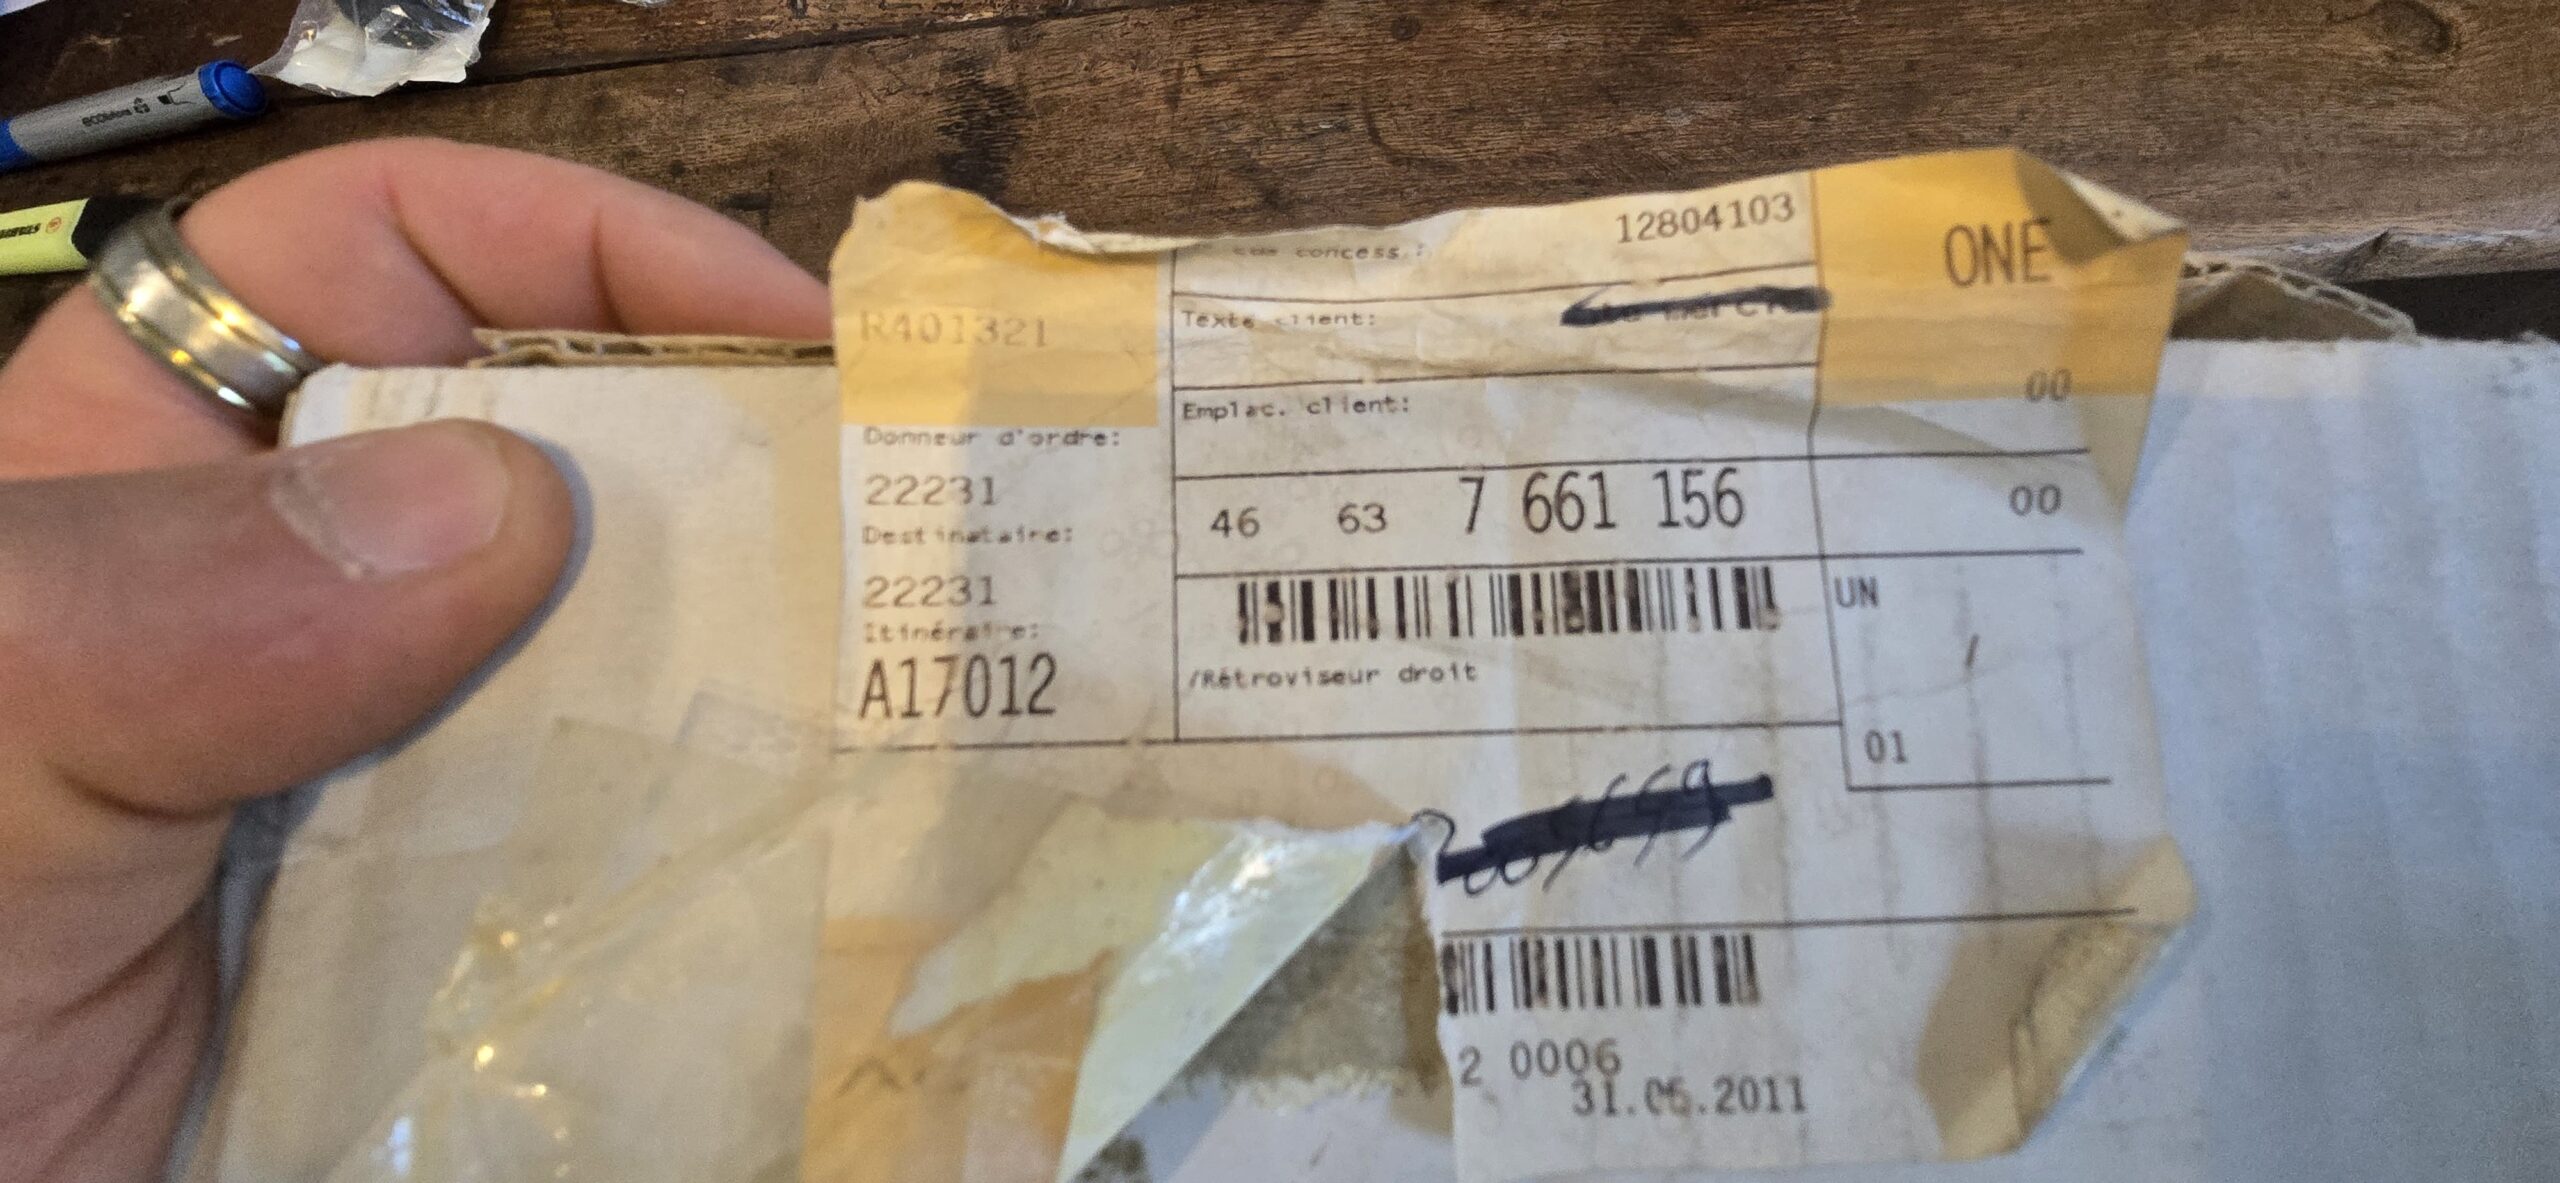 12804103
concess.:
ONE
R401321
Texte client:
00
Emplac. client:
Donneur d'ordre:
22231
46 63 7 661 156
00
Destinataire:
22231
UN
Itinéraire:
A17012
/Rétroviseur droit
01
2 0006
31.05.2011